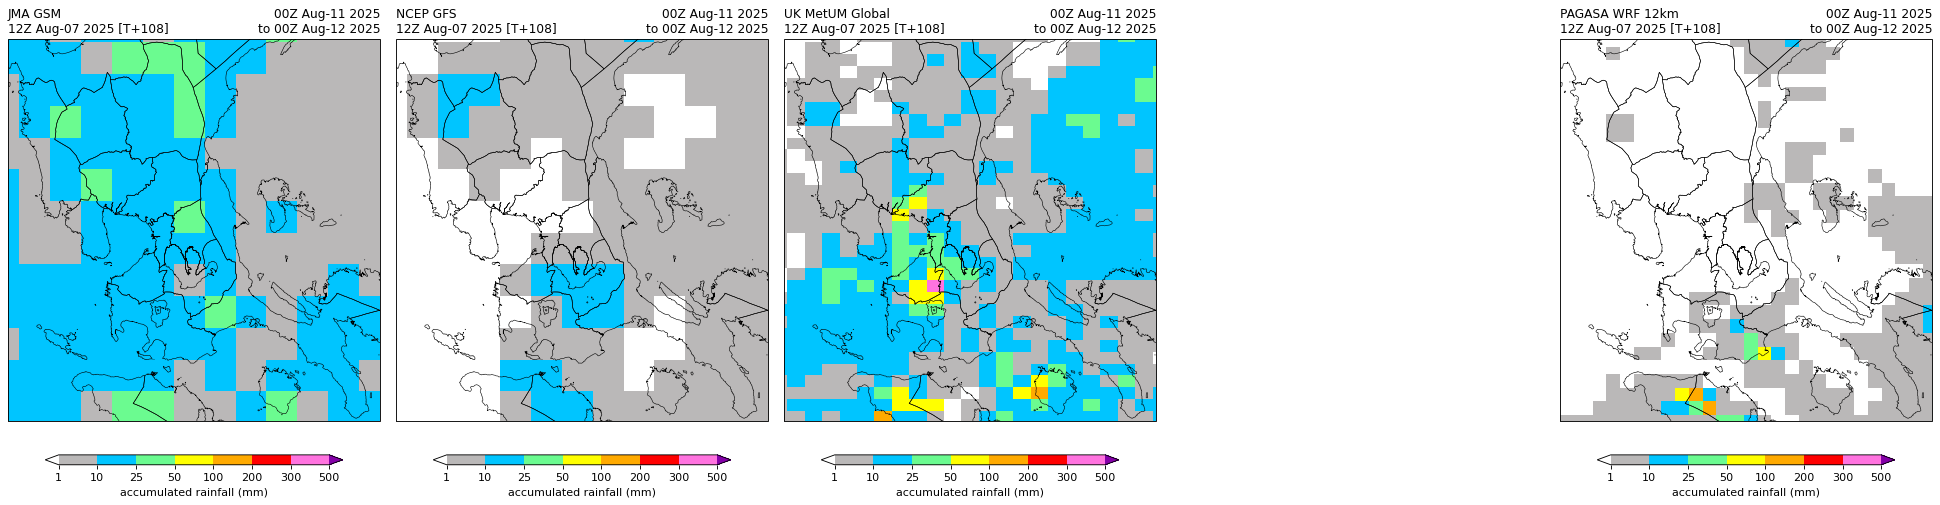 JMA GSM 00Z Aug-11 2025
12Z Aug-07 2025 [T+108] to 00Z Aug-12 2025
1 10 25 50 100 200 300 500
accumulated rainfall (mm)
NCEP GFS 00Z Aug-11 2025
12Z Aug-07 2025 [T+108] to 00Z Aug-12 2025
1 10 25 50 100 200 300 500
accumulated rainfall (mm)
UK MetUM Global 00Z Aug-11 2025
12Z Aug-07 2025 [T+108] to 00Z Aug-12 2025
1 10 25 50 100 200 300 500
accumulated rainfall (mm)
PAGASA WRF 12km 00Z Aug-11 2025
12Z Aug-07 2025 [T+108] to 00Z Aug-12 2025
1 10 25 50 100 200 300 500
accumulated rainfall (mm)